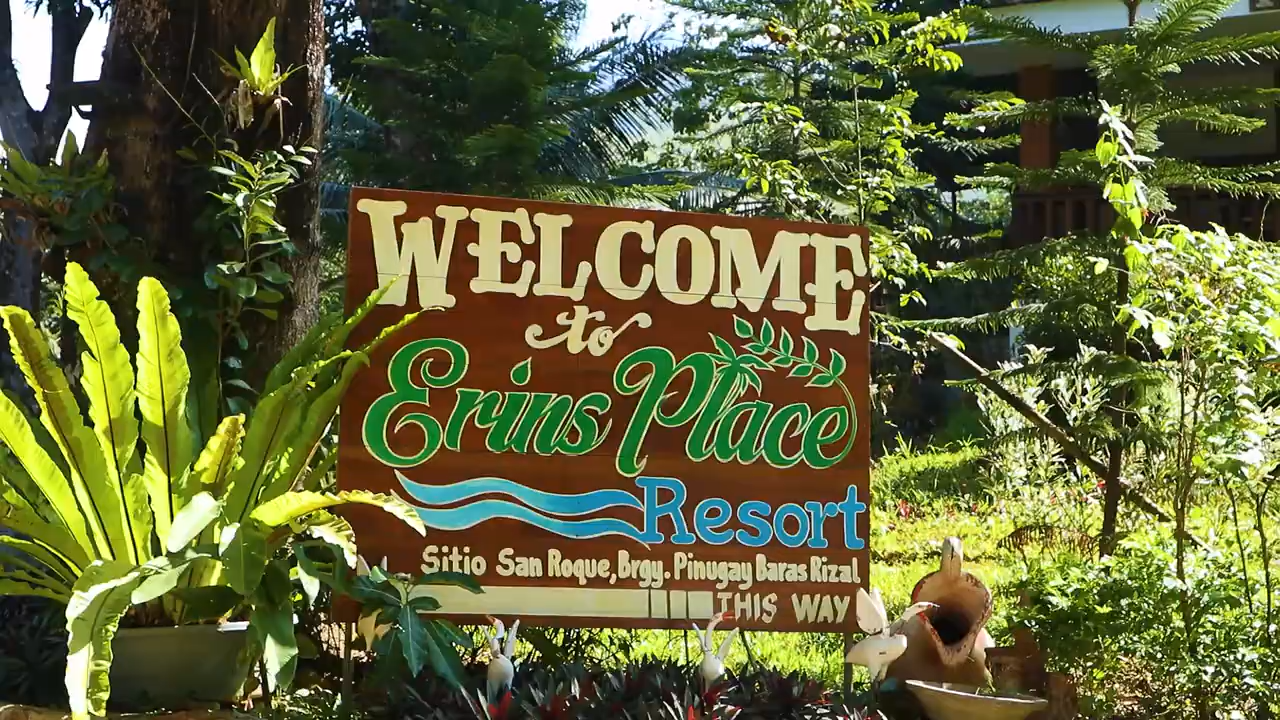 WELCOME
to
Erins Place
Resort
Sitio San Roque, Brgy. Pinugay Baras Rizal
THIS WAY